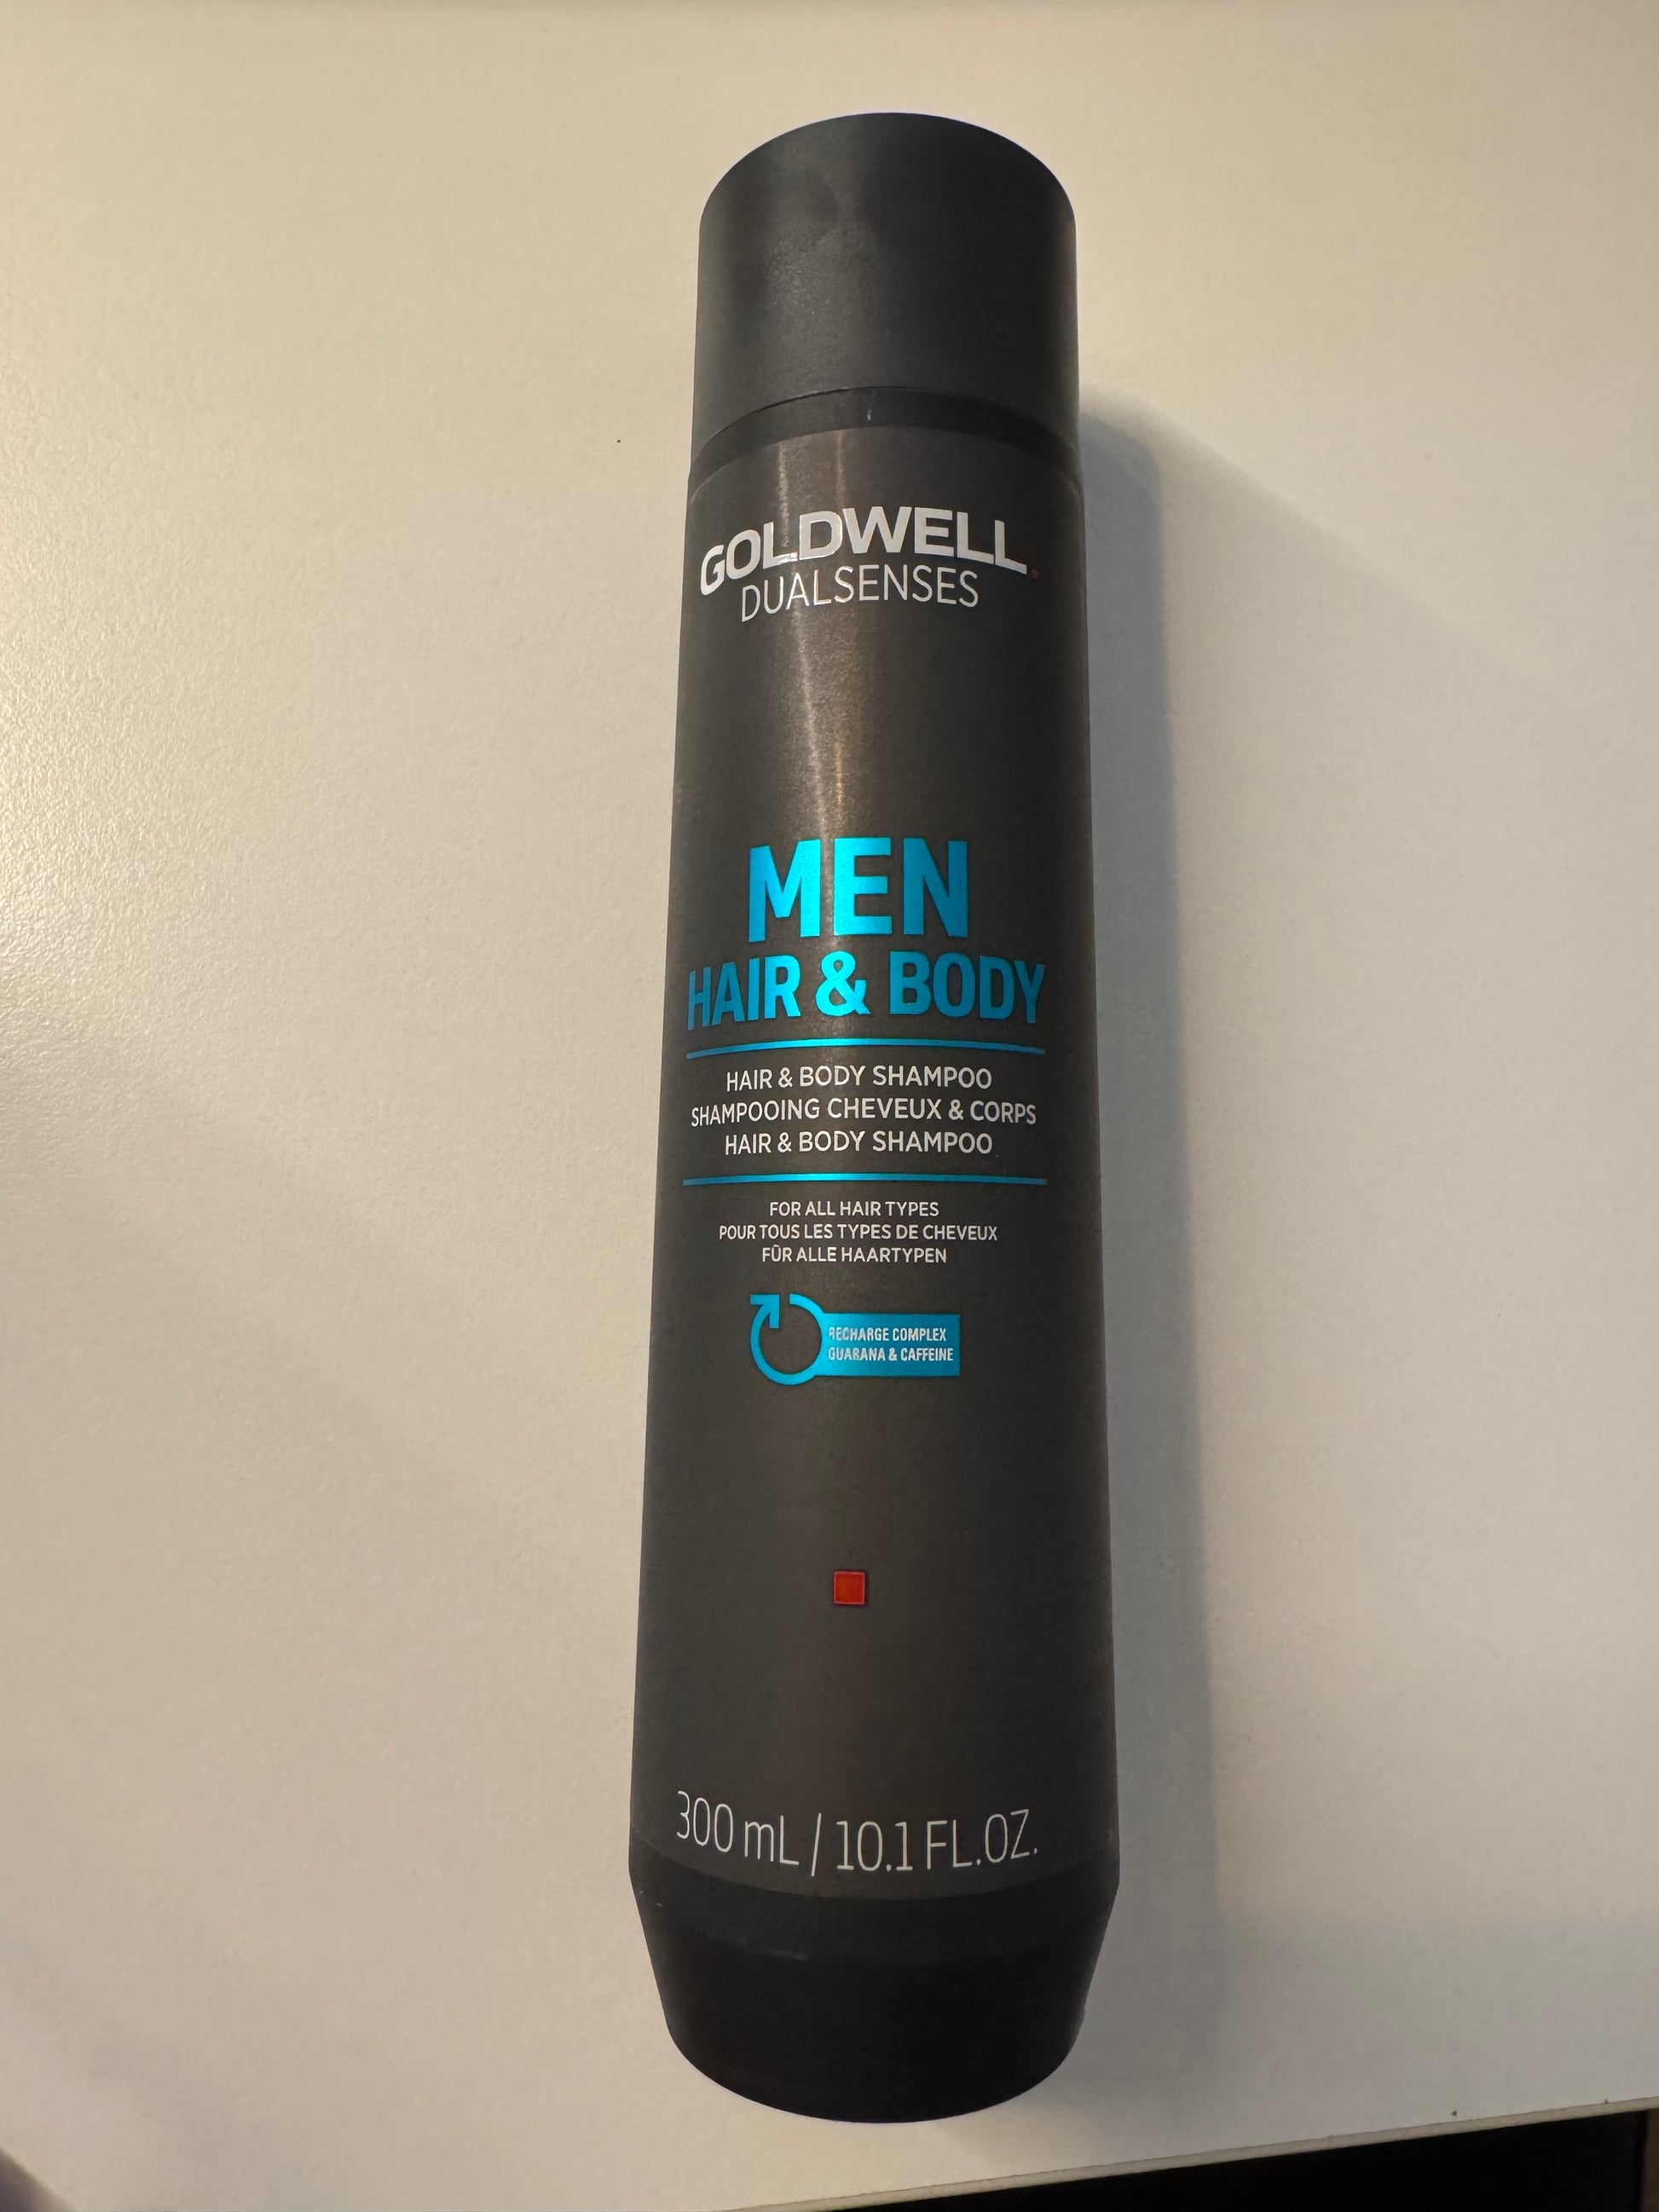 GOLDWELL.
DUALSENSES
MEN
HAIR & BODY
HAIR & BODY SHAMPOO
SHAMPOOING CHEVEUX & CORPS
HAIR & BODY SHAMPOO
FOR ALL HAIR TYPES
POUR TOUS LES TYPES DE CHEVEUX
FÜR ALLE HAARTYPEN
RECHARGE COMPLEX
GUARANA & CAFFEINE
300 mL / 10.1 FL.OZ.